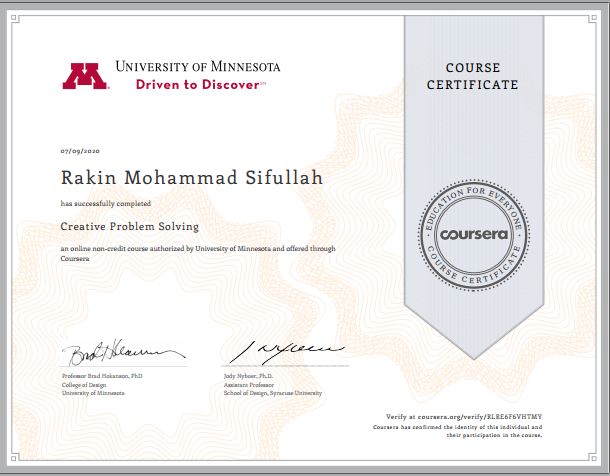 UNIVERSITY OF MINNESOTA
Driven to Discover℠
COURSE
CERTIFICATE
07/09/2020
Rakin Mohammad Sifullah
has successfully completed
Creative Problem Solving
an online non-credit course authorized by University of Minnesota and offered through
Coursera
EDUCATION FOR EVERYONE
coursera
COURSE CERTIFICATE
Professor Brad Hokanson, PhD
College of Design
University of Minnesota
Jody Nyboer, Ph.D.
Assistant Professor
School of Design, Syracuse University
Verify at coursera.org/verify/RLRE6F6VHTMY
Coursera has confirmed the identity of this individual and
their participation in the course.